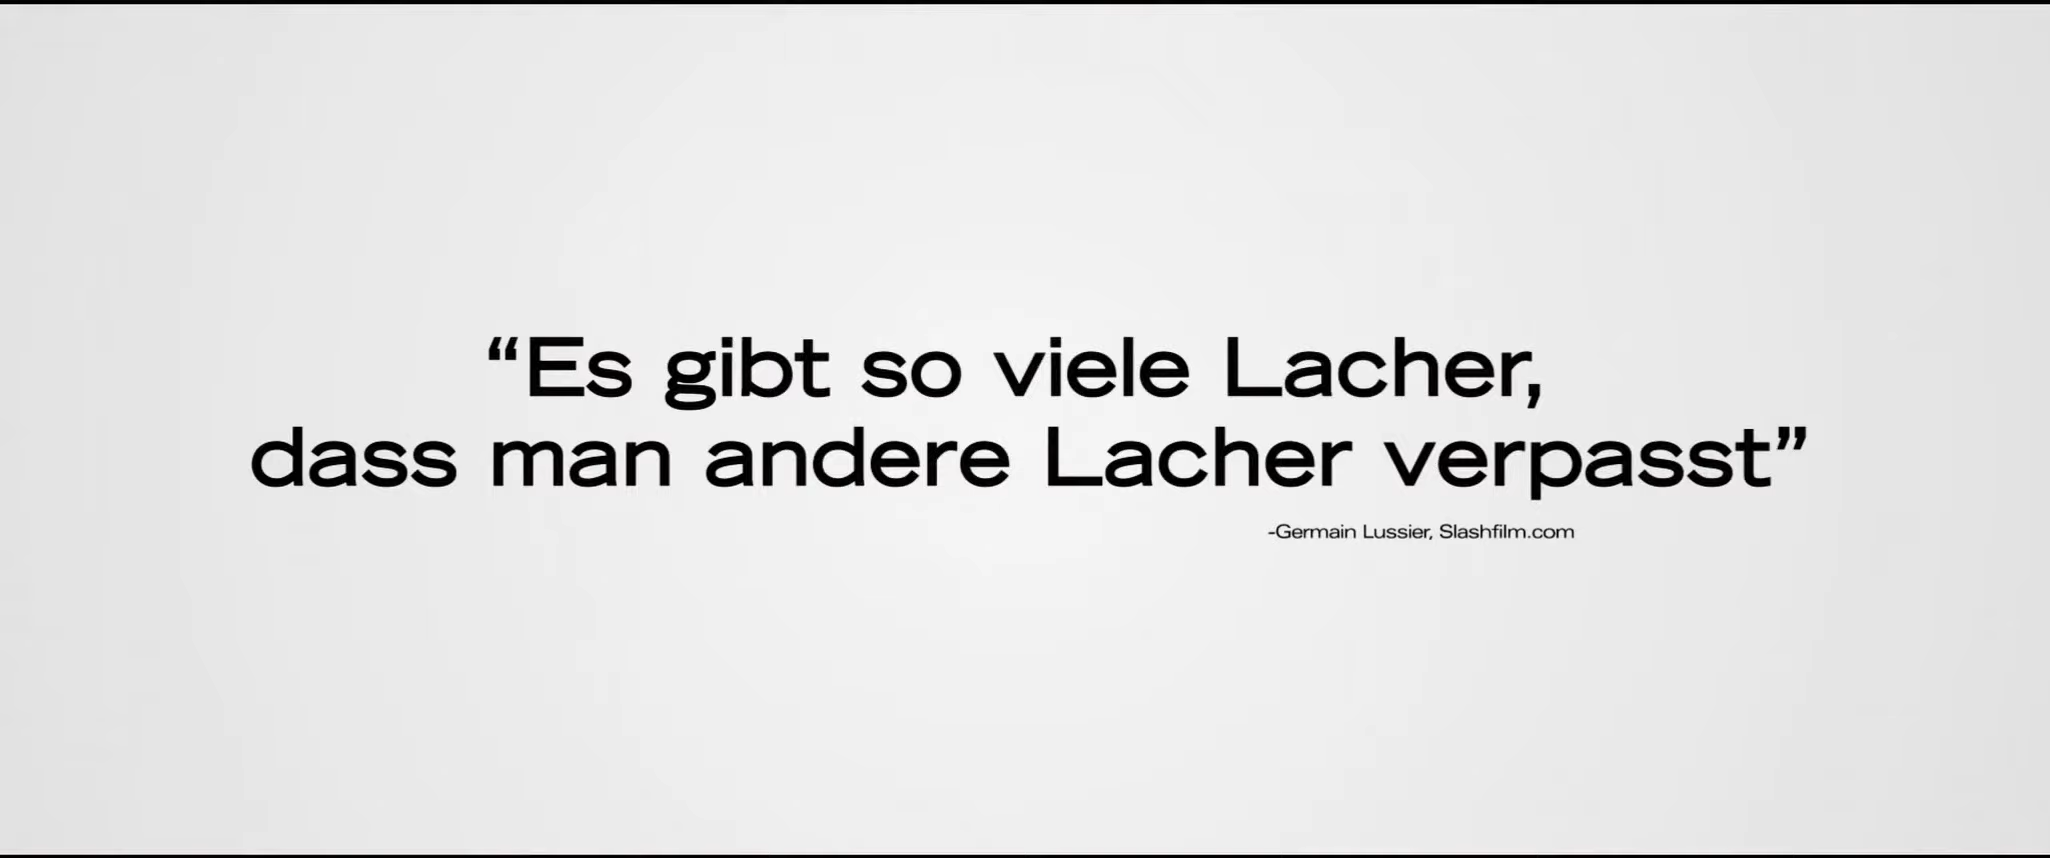 “Es gibt so viele Lacher,
dass man andere Lacher verpasst”
-Germain Lussier, Slashfilm.com